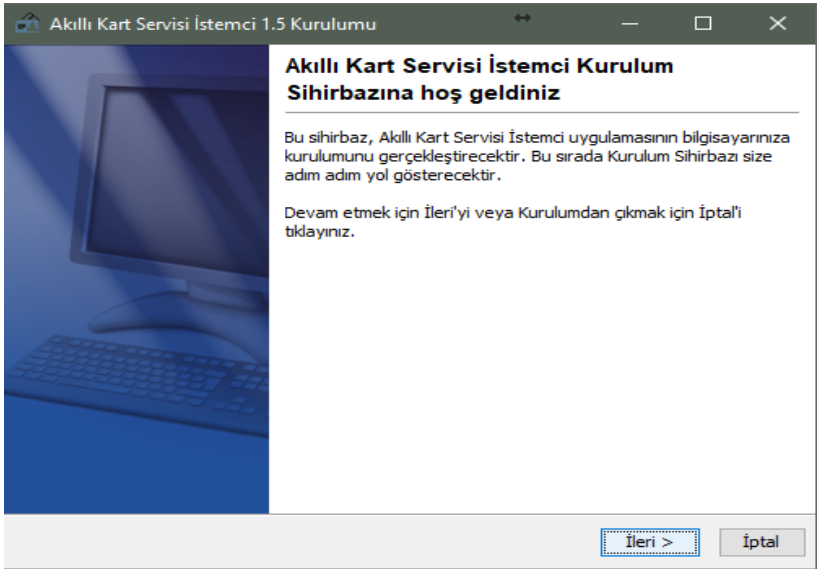 Akıllı Kart Servisi İstemci 1.5 Kurulumu
Akıllı Kart Servisi İstemci Kurulum
Sihirbazına hoş geldiniz
Bu sihirbaz, Akıllı Kart Servisi İstemci uygulamasının bilgisayarınıza
kurulumunu gerçekleştirecektir. Bu sırada Kurulum Sihirbazı size
adım adım yol gösterecektir.
Devam etmek için İleri'yi veya Kurulumdan çıkmak için İptal'i
tıklayınız.
İleri >
İptal